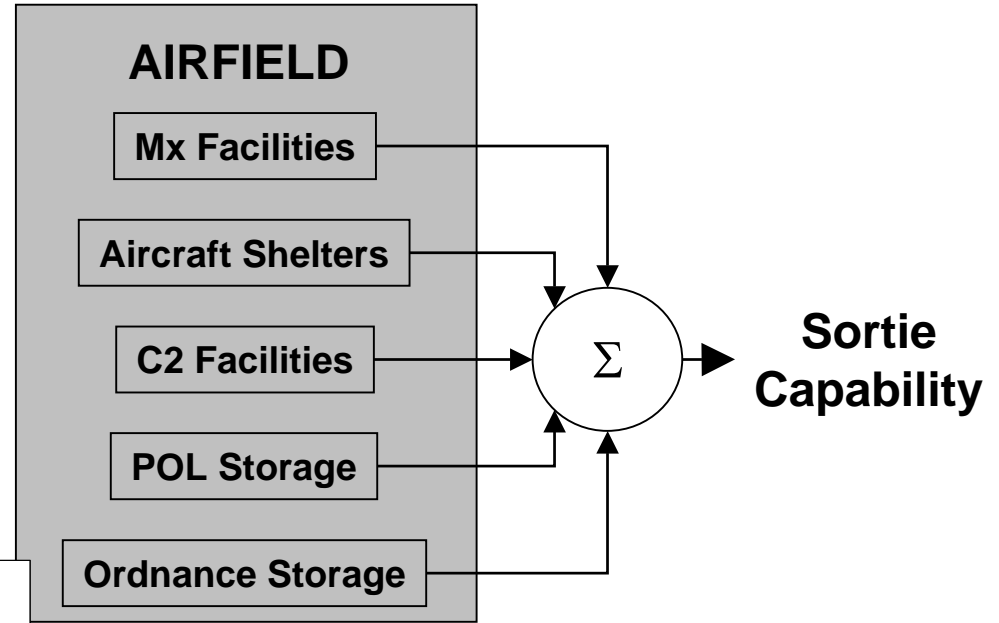 AIRFIELD
Mx Facilities
Aircraft Shelters
C2 Facilities
POL Storage
Ordnance Storage
Σ
Sortie
Capability